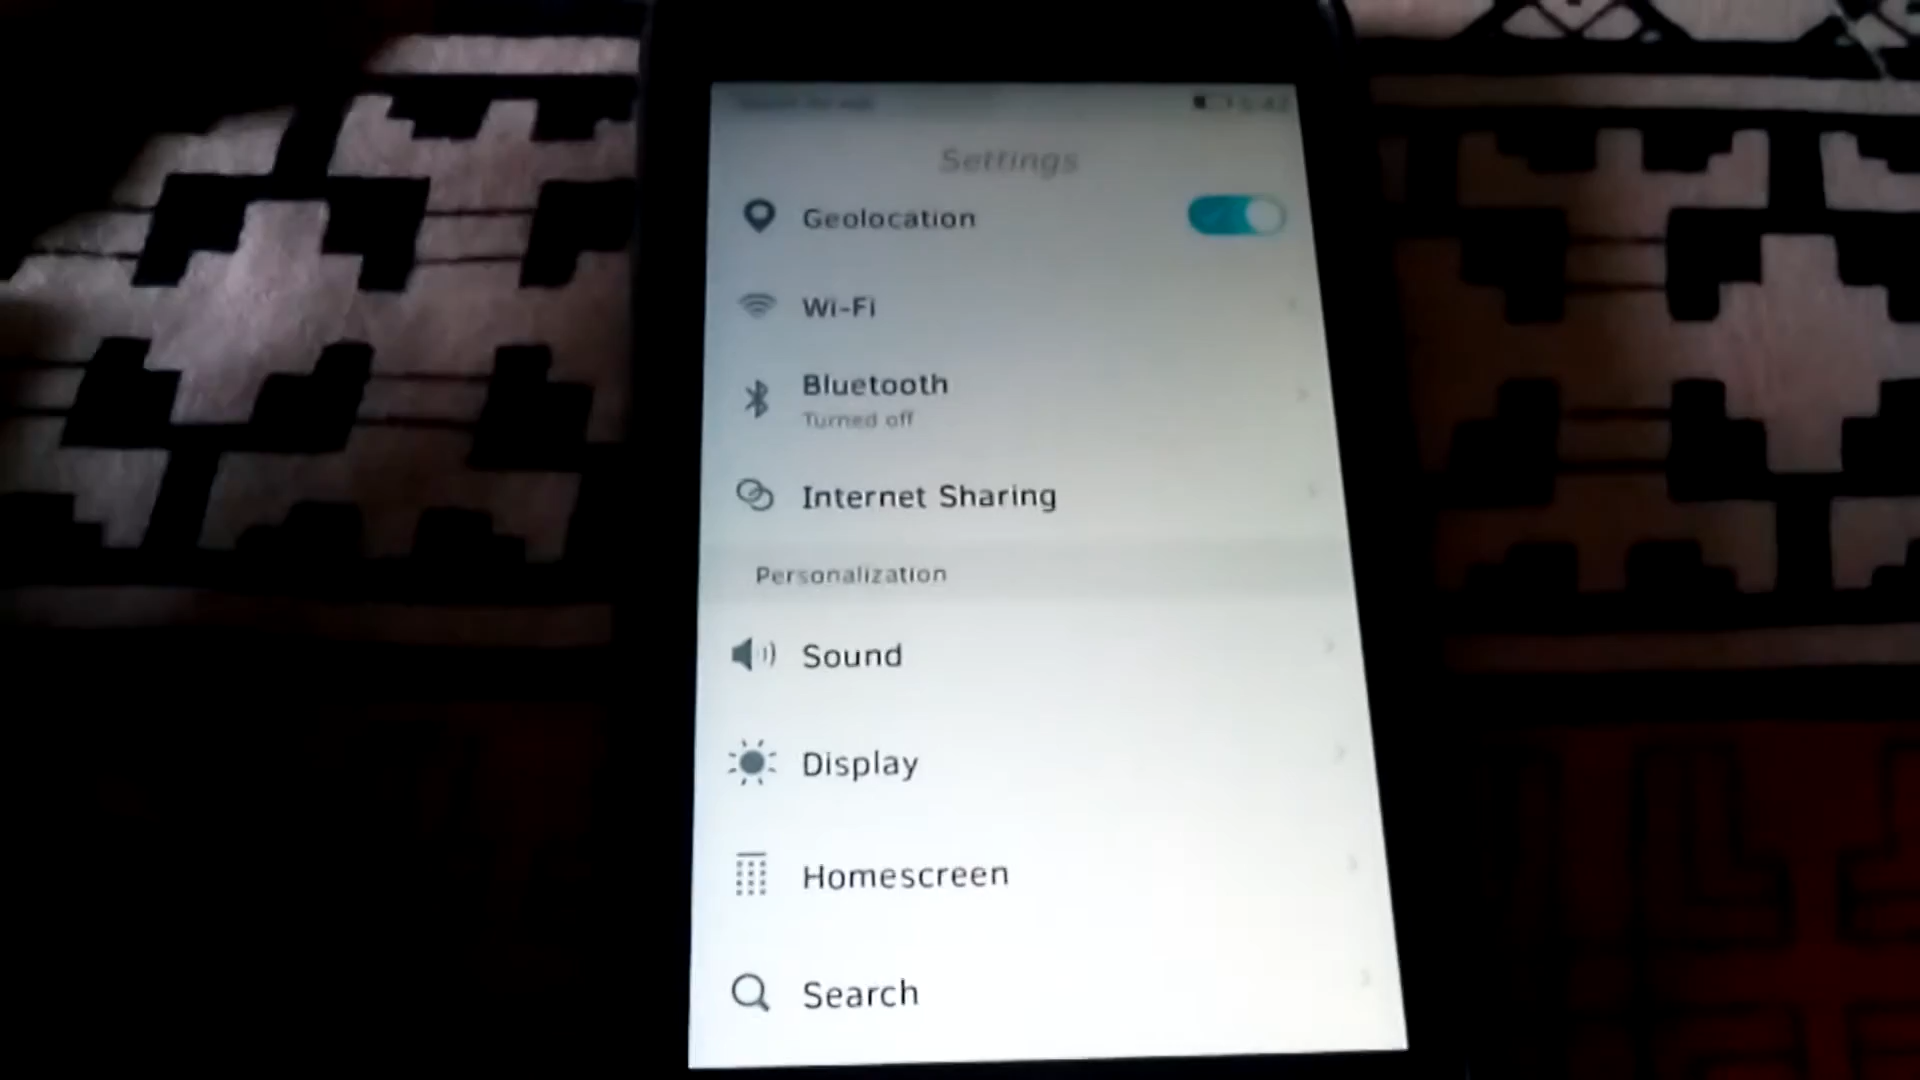 Settings
Geolocation
Wi-Fi
Bluetooth
Turned off
Internet Sharing
Personalization
Sound
Display
Homescreen
Search